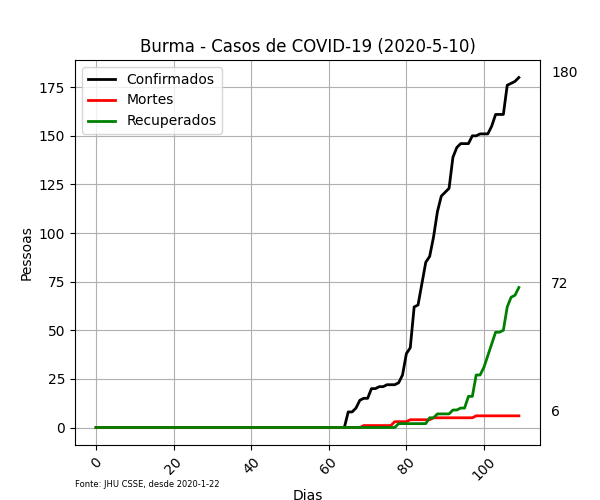 Burma - Casos de COVID-19 (2020-5-10)
Confirmados
Mortes
Recuperados
180
72
6
Pessoas
175
150
125
100
75
50
25
0
0
20
40
60
80
100
Fonte: JHU CSSE, desde 2020-1-22
Dias